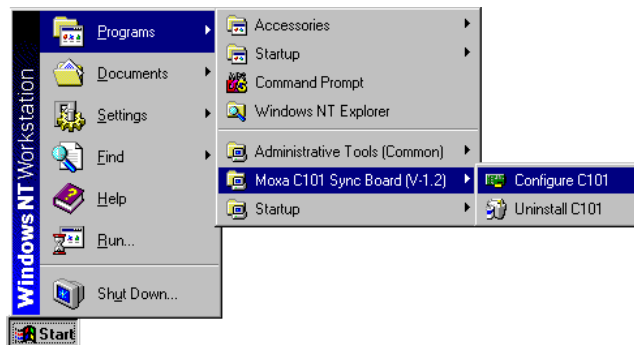 Windows NT Workstation
Programs
Documents
Settings
Find
Help
Run...
Shut Down...
Start
Accessories
Startup
Command Prompt
Windows NT Explorer
Administrative Tools (Common)
Moxa C101 Sync Board (V-1.2)
Startup
Configure C101
Uninstall C101